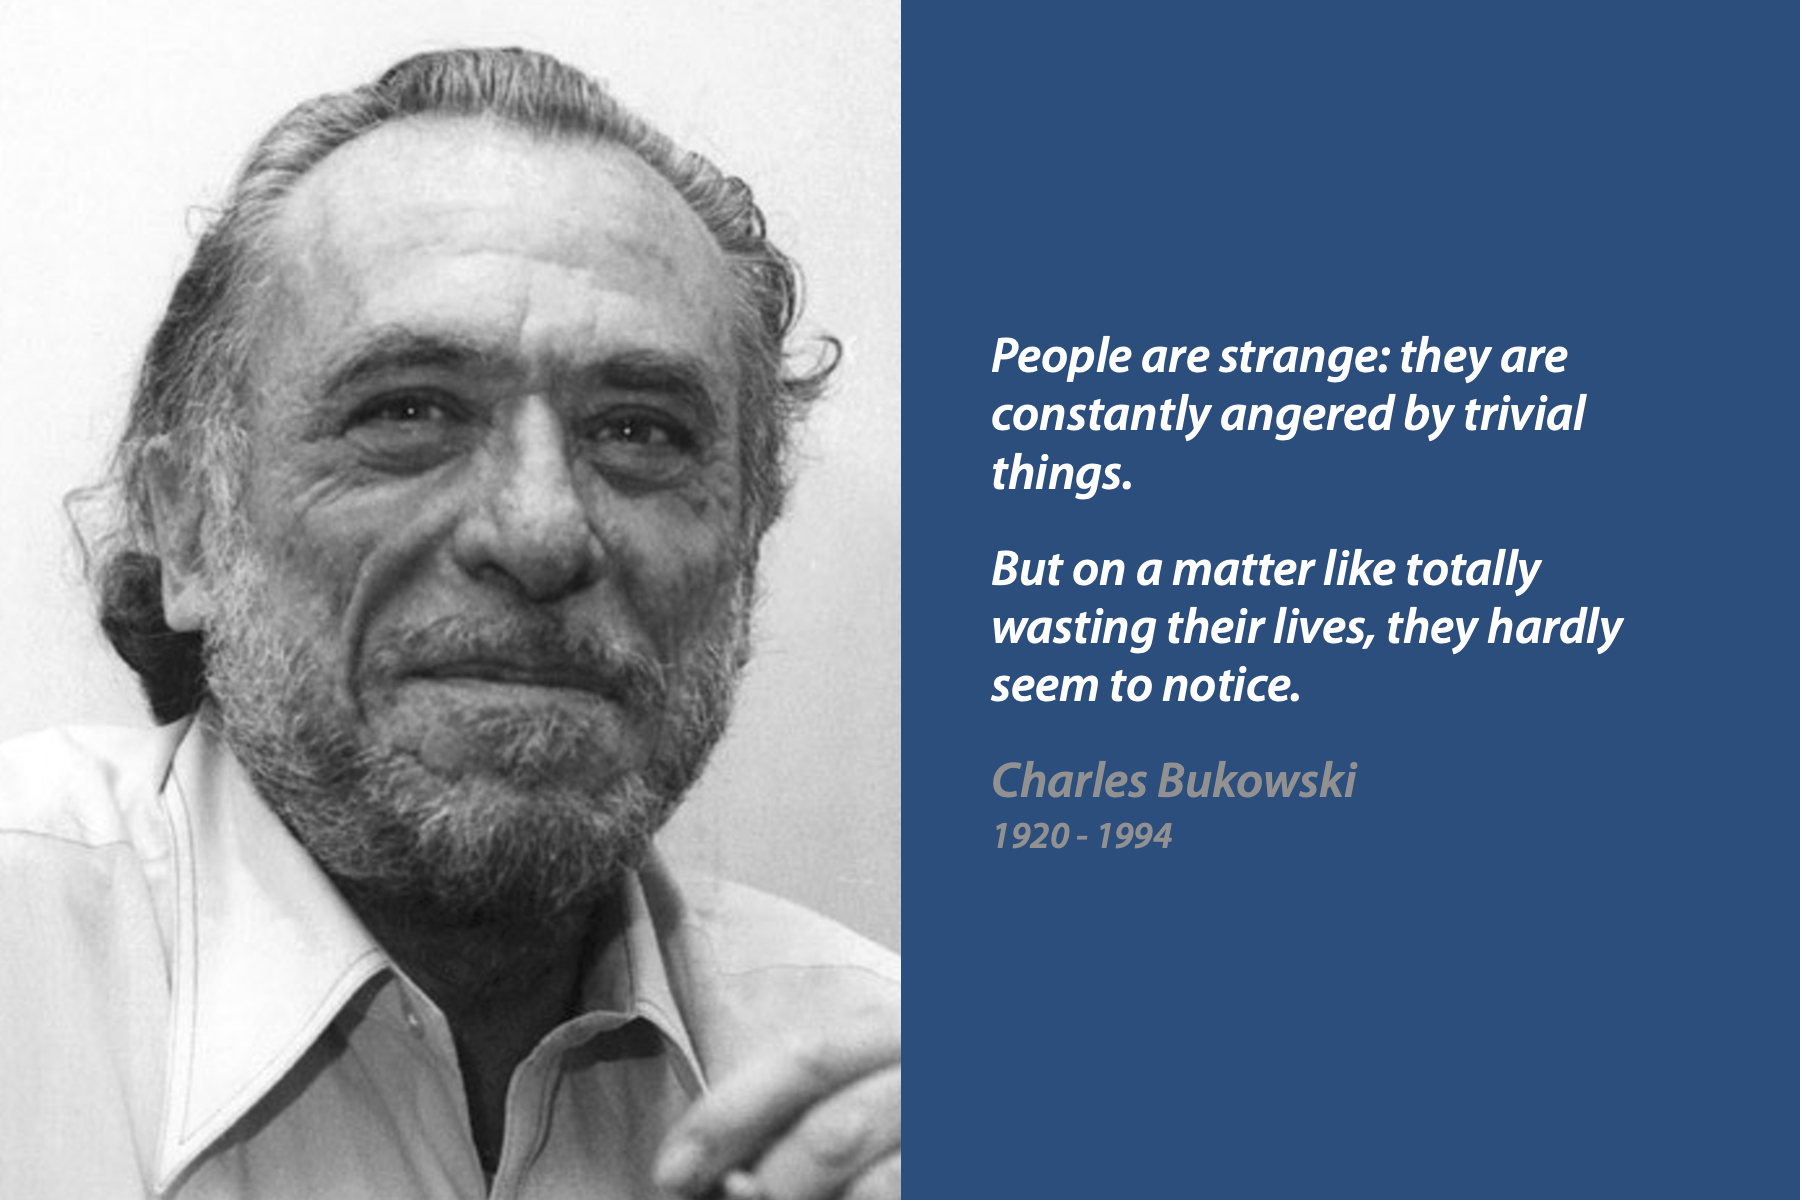 People are strange: they are
constantly angered by trivial
things.
But on a matter like totally
wasting their lives, they hardly
seem to notice.
Charles Bukowski
1920 - 1994